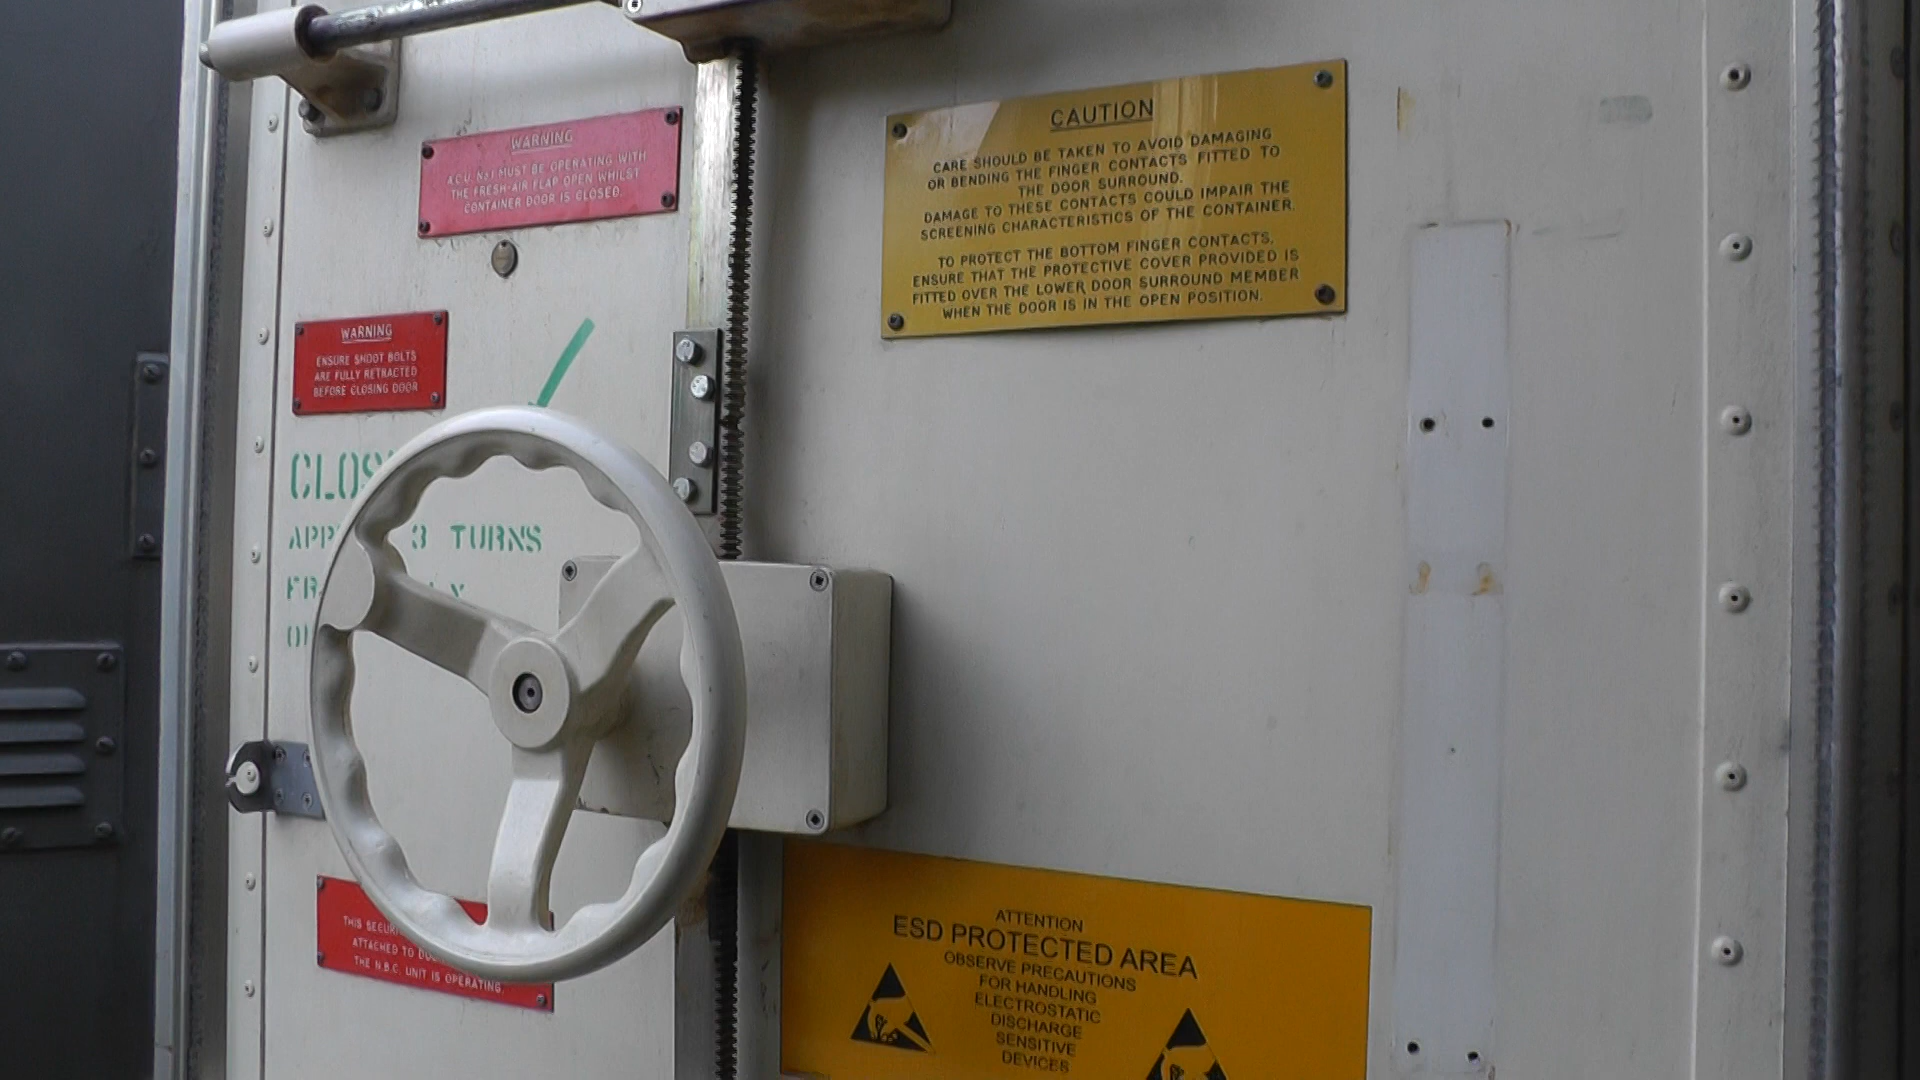 WARNING
A.C.U. No1 MUST BE OPERATING WITH
THE FRESH-AIR FLAP OPEN WHILST
CONTAINER DOOR IS CLOSED.
CAUTION
CARE SHOULD BE TAKEN TO AVOID DAMAGING
OR BENDING THE FINGER CONTACTS FITTED TO
THE DOOR SURROUND.
DAMAGE TO THESE CONTACTS COULD IMPAIR THE
SCREENING CHARACTERISTICS OF THE CONTAINER.
TO PROTECT THE BOTTOM FINGER CONTACTS,
ENSURE THAT THE PROTECTIVE COVER PROVIDED IS
FITTED OVER THE LOWER DOOR SURROUND MEMBER
WHEN THE DOOR IS IN THE OPEN POSITION.
WARNING
ENSURE SHOOT BOLTS
ARE FULLY RETRACTED
BEFORE CLOSING DOOR
3 TURNS
THIS
ATTACHED TO
THE N.B.C. UNIT IS OPERATING.
ATTENTION
ESD PROTECTED AREA
OBSERVE PRECAUTIONS
FOR HANDLING
ELECTROSTATIC
DISCHARGE
SENSITIVE
DEVICES